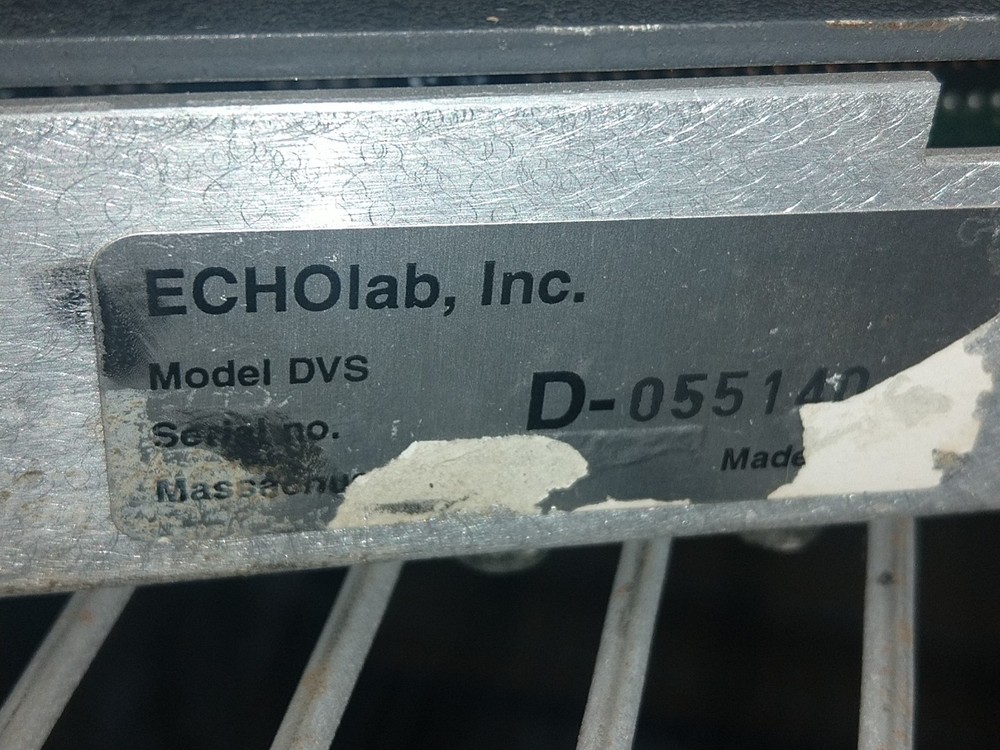 ECHOlab, Inc.
Model DVS
Serial no. D-055140
Made